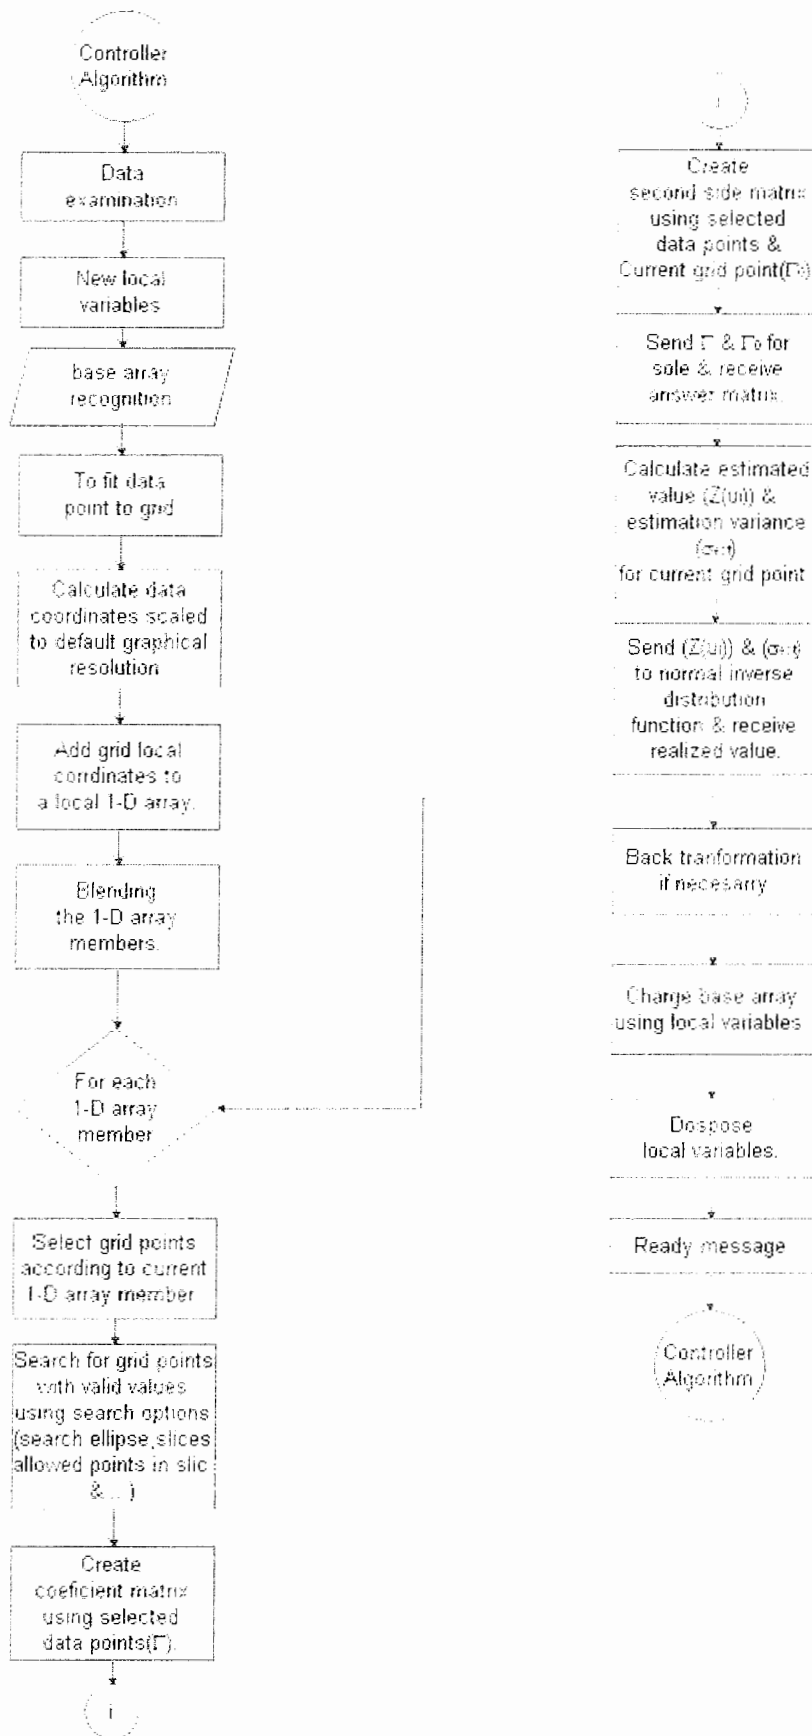 Controller
Algorithm
Data
examination
New local
variables
base array
recognition
To fit data
point to grid
Calculate data
coordinates scaled
to default graphical
resolution
Add grid local
corrdinates to
a local 1-D array.
Blending
the 1-D array
members.
For each
1-D array
member
Select grid points
according to current
1-D array member
Search for grid points
with valid values
using search options
(search ellipse,slices
allowed points in slic
& ...)
Create
coeficient matrix
using selected
data points(Γ).
i
i
Create
second side matrix
using selected
data points &
Current grid point(Γ0)
Send Γ & Γ0 for
sole & receive
answer matrix.
Calculate estimated
value (Z(ui)) &
estimation variance
for current grid point
Send (Z(ui)) &
to normal inverse
distribution
function & receive
realized value.
Back tranformation
if necesarry
Charge base array
using local variables
Dospose
local variables.
Ready message
Controller
Algorithm